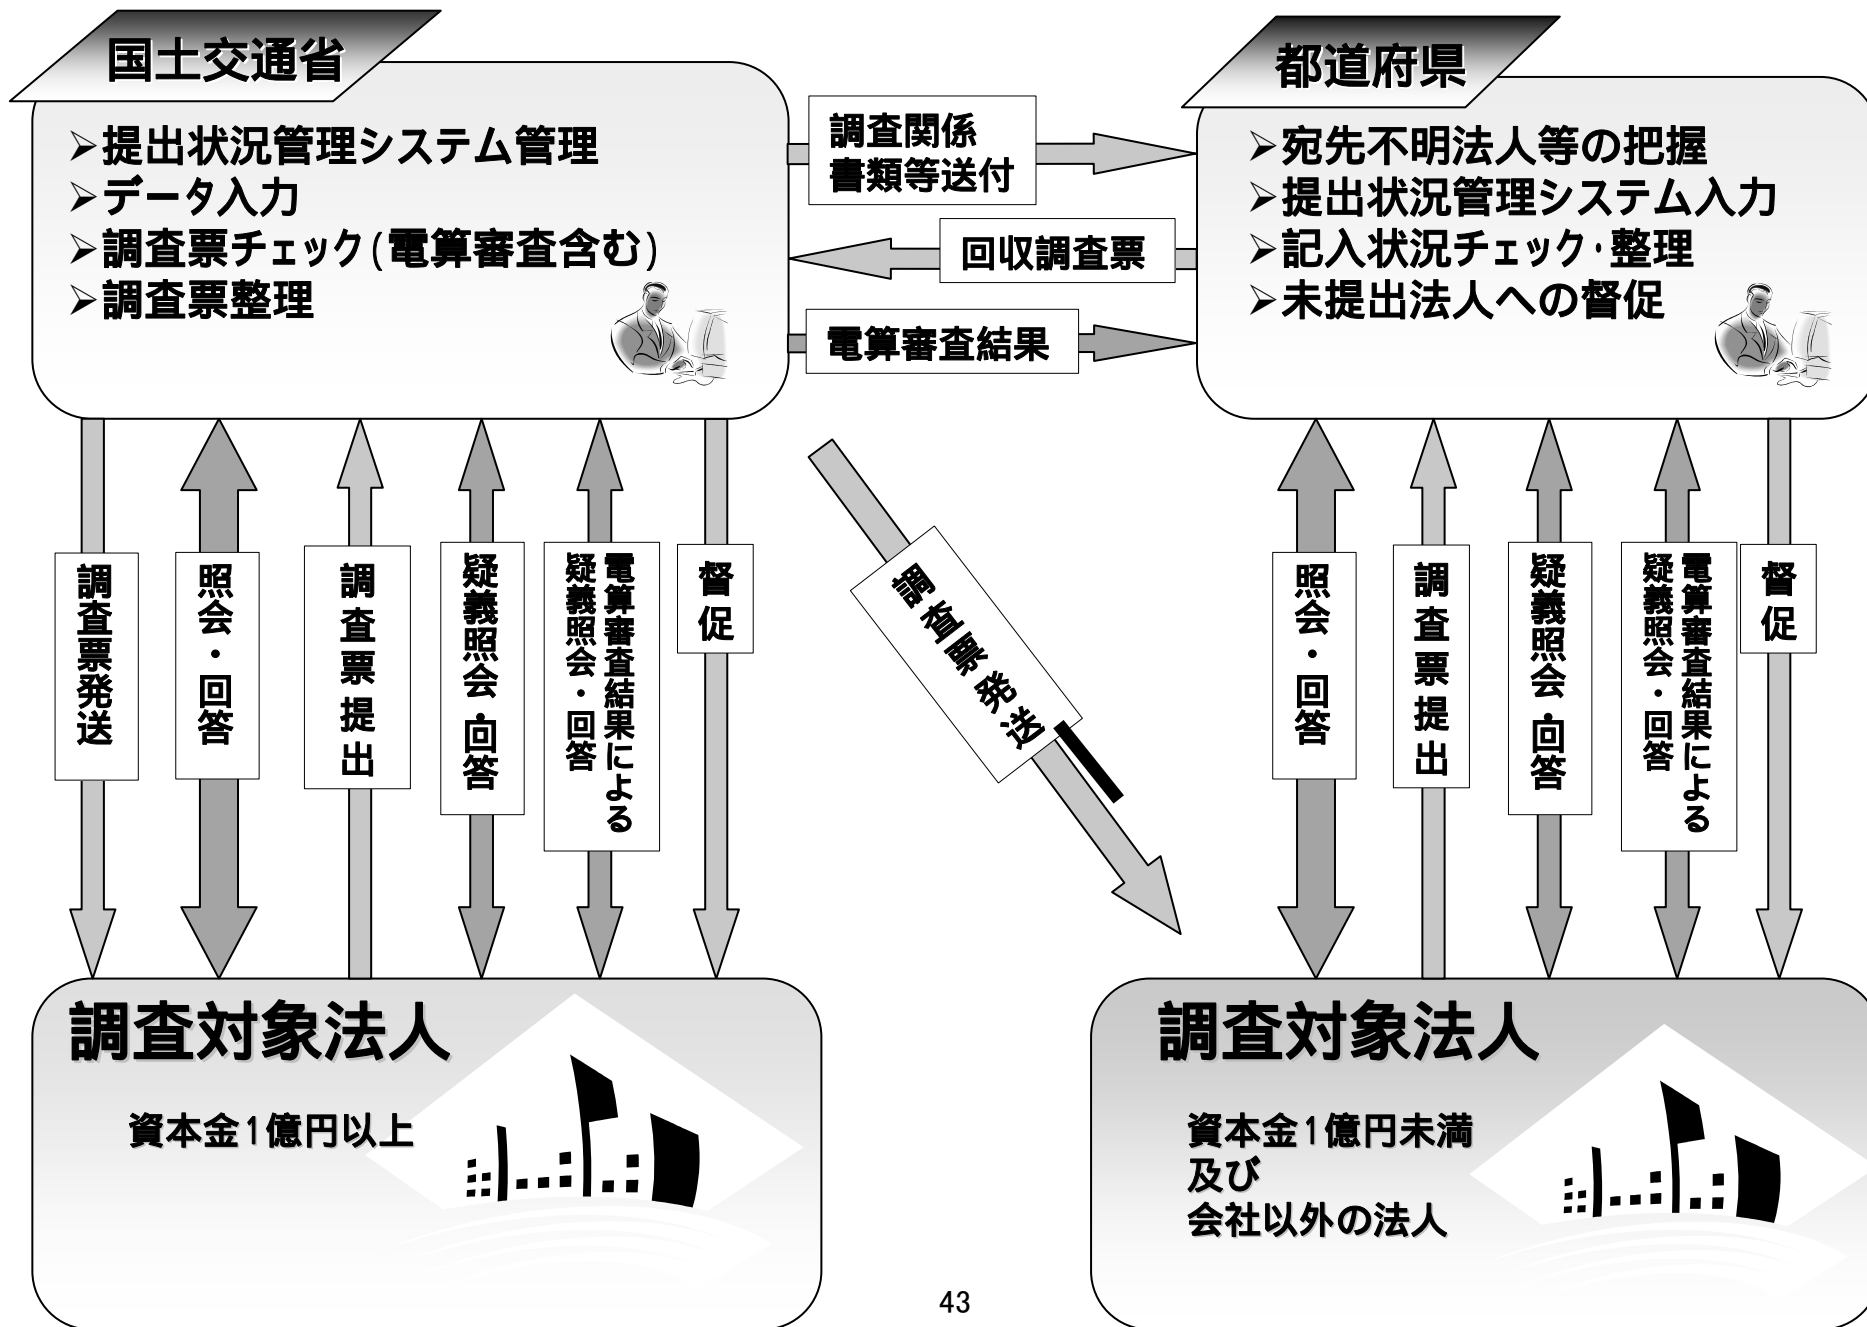 国土交通省
➢提出状況管理システム管理
➢データ入力
➢調査票チェック(電算審査含む)
➢調査票整理
調査関係
書類等送付
回収調査票
電算審査結果
都道府県
➢宛先不明法人等の把握
➢提出状況管理システム入力
➢記入状況チェック・整理
➢未提出法人への督促
調査票発送
照会・回答
調査票提出
疑義照会・回答
電算審査結果による
疑義照会・回答
督促
調査票発送
照会・回答
調査票提出
疑義照会・回答
電算審査結果による
疑義照会・回答
督促
調査対象法人
資本金1億円以上
調査対象法人
資本金1億円未満
及び
会社以外の法人
43